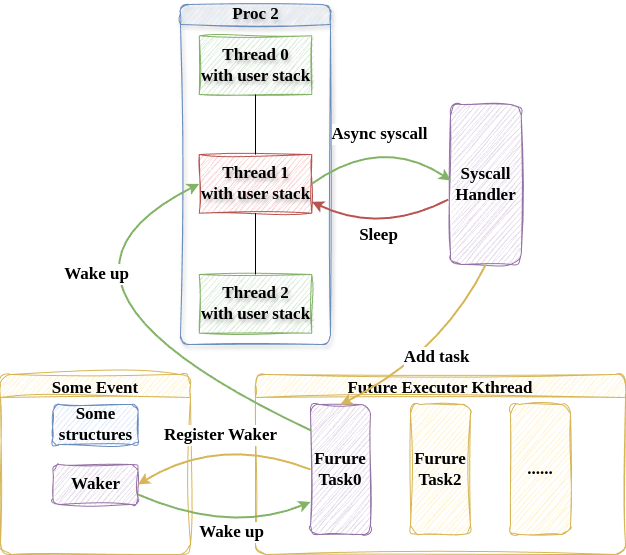 Proc 2
Thread 0
with user stack
Async syscall
Thread 1
with user stack
Syscall
Handler
Sleep
Wake up
Thread 2
with user stack
Add task
Some Event
Future Executor Kthread
Some
structures
Register Waker
Furure
Task0
Furure
Task2
......
Waker
Wake up